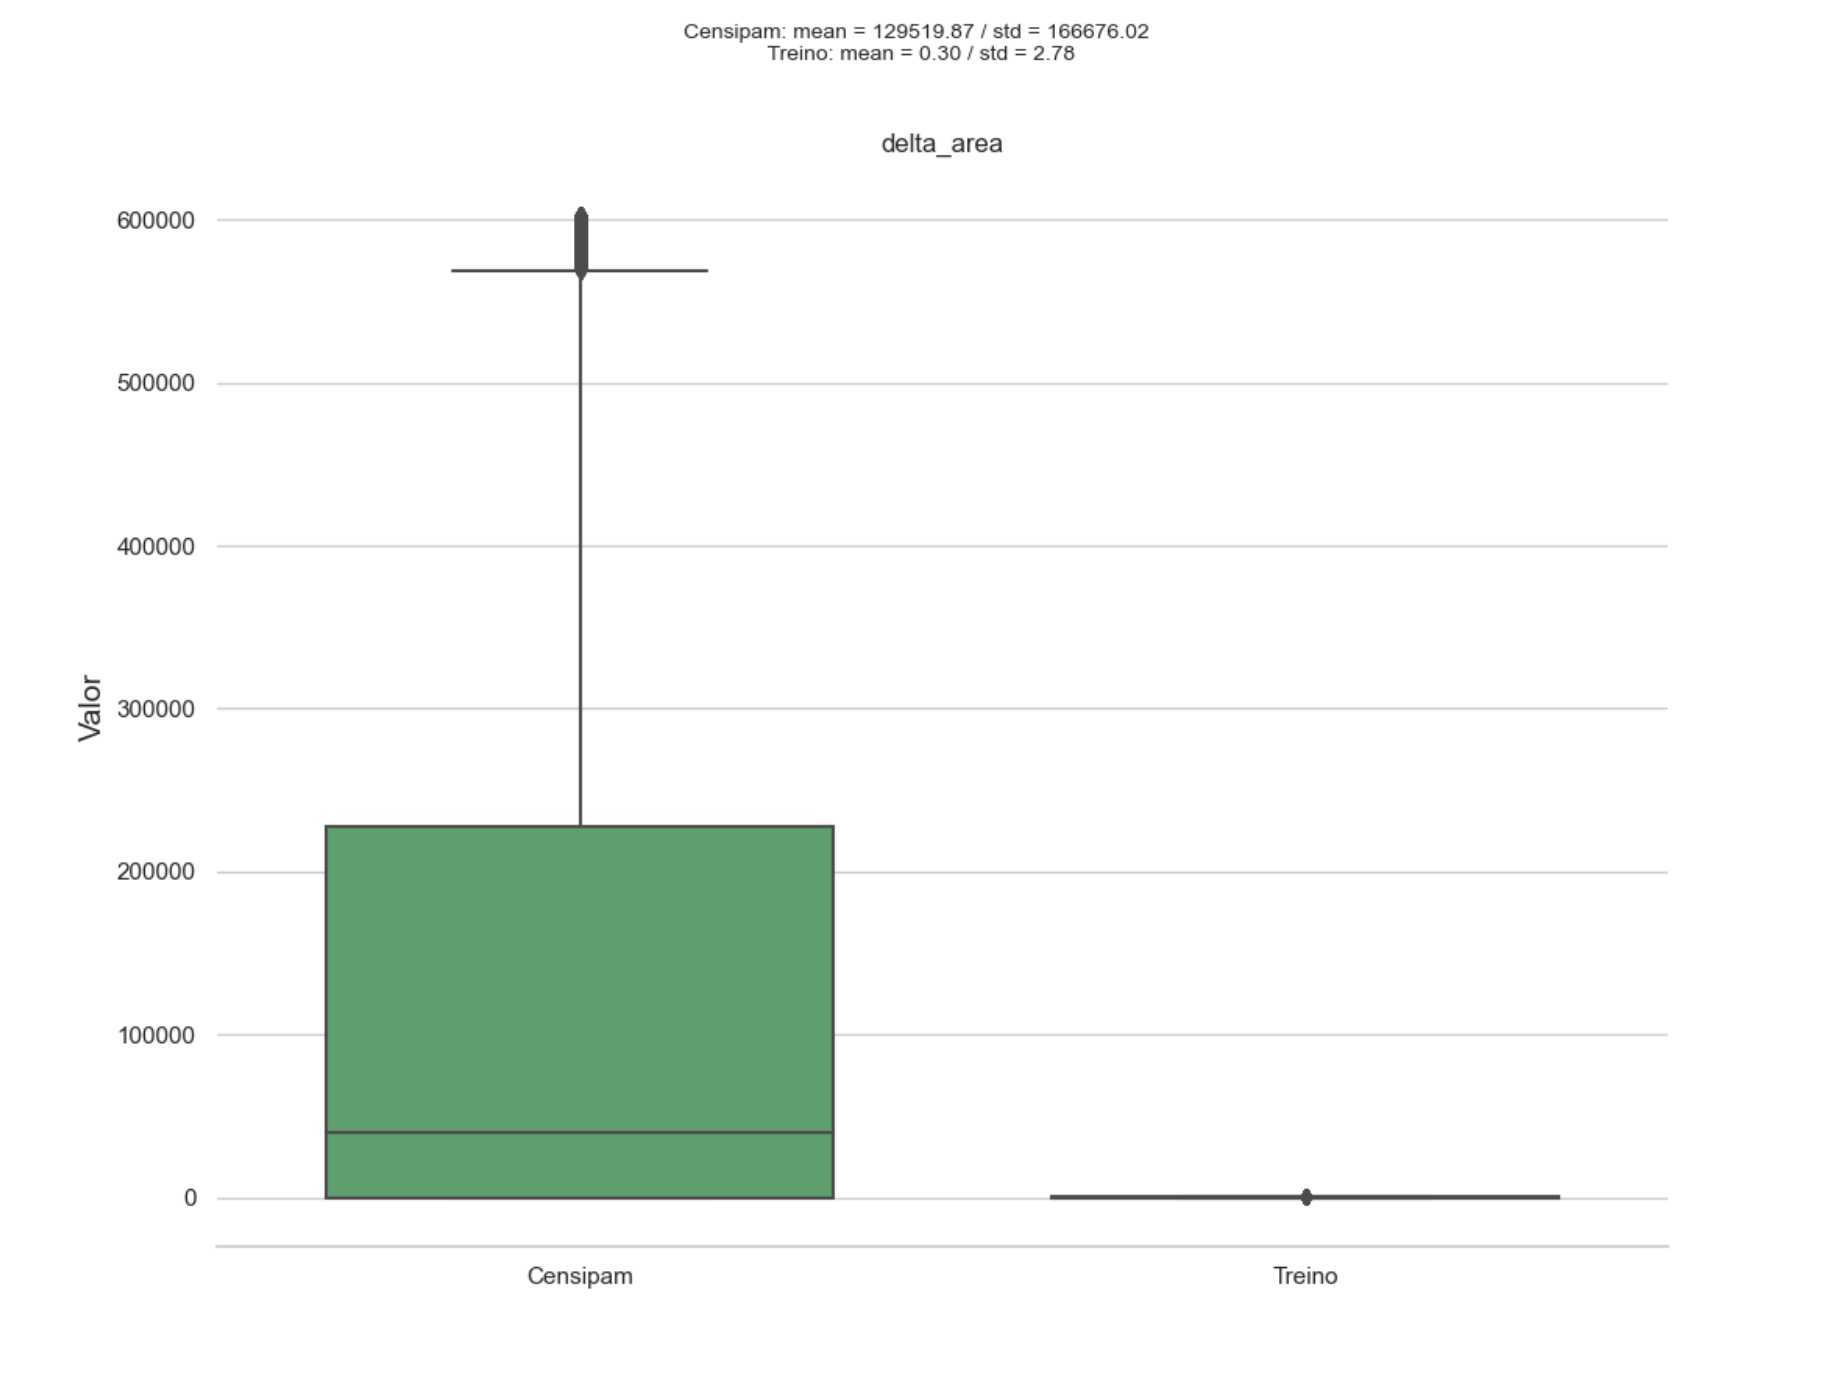 Censipam: mean = 129519.87 / std = 166676.02
Treino: mean = 0.30 / std = 2.78
delta_area
600000
500000
400000
300000
200000
100000
0
Valor
Censipam
Treino